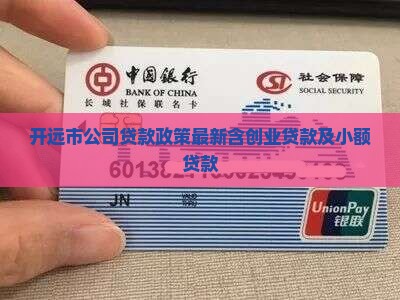 中国银行 社会保障
BANK OF CHINA SOCIAL SECURITY
长城社保联名卡
开远市公司贷款政策最新含创业贷款及小额
贷款
JN
VALID
UnionPay
银联